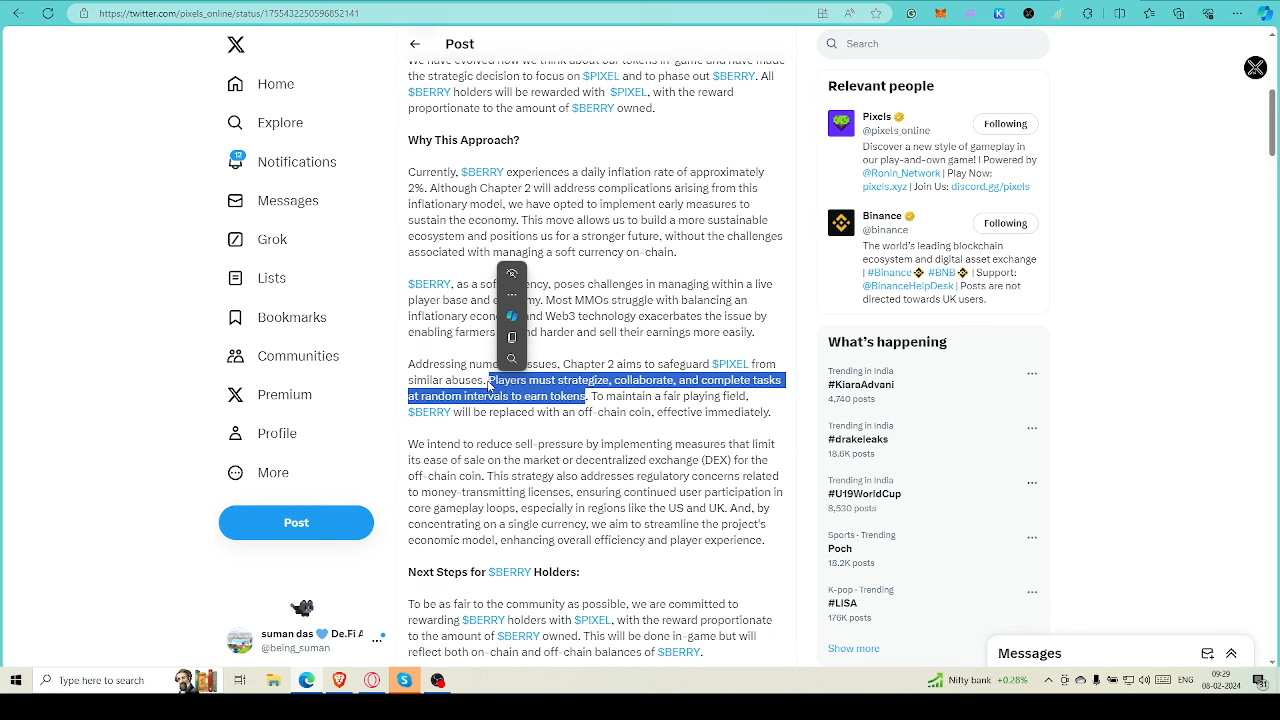 https://twitter.com/pixels_online/status/1755432250596852141
Home
Explore
12
Notifications
Messages
Grok
Lists
Bookmarks
Communities
Premium
Profile
More
Post
suman das 💙 De.Fi
@being_suman
Post
We have evolved how we think about our tokens in-game and have made
the strategic decision to focus on $PIXEL and to phase out $BERRY. All
$BERRY holders will be rewarded with $PIXEL, with the reward
proportionate to the amount of $BERRY owned.
Why This Approach?
Currently, $BERRY experiences a daily inflation rate of approximately
2%. Although Chapter 2 will address complications arising from this
inflationary model, we have opted to implement early measures to
sustain the economy. This move allows us to build a more sustainable
ecosystem and positions us for a stronger future, without the challenges
associated with managing a soft currency on-chain.
$BERRY, as a sof ency, poses challenges in managing within a live
player base and e my. Most MMOs struggle with balancing an
inflationary econ nd Web3 technology exacerbates the issue by
enabling farmers nd harder and sell their earnings more easily.
Addressing nume issues, Chapter 2 aims to safeguard $PIXEL from
similar abuses. Players must strategize, collaborate, and complete tasks
at random intervals to earn tokens. To maintain a fair playing field,
$BERRY will be replaced with an off-chain coin, effective immediately.
We intend to reduce sell-pressure by implementing measures that limit
its ease of sale on the market or decentralized exchange (DEX) for the
off-chain coin. This strategy also addresses regulatory concerns related
to money-transmitting licenses, ensuring continued user participation in
core gameplay loops, especially in regions like the US and UK. And, by
concentrating on a single currency, we aim to streamline the project's
economic model, enhancing overall efficiency and player experience.
Next Steps for $BERRY Holders:
To be as fair to the community as possible, we are committed to
rewarding $BERRY holders with $PIXEL, with the reward proportionate
to the amount of $BERRY owned. This will be done in-game but will
reflect both on-chain and off-chain balances of $BERRY.
Search
Relevant people
Pixels
@pixels_online
Following
Discover a new style of gameplay in
our play-and-own game! | Powered by
@Ronin_Network | Play Now:
pixels.xyz | Join Us: discord.gg/pixels
Binance
@binance
Following
The world's leading blockchain
ecosystem and digital asset exchange
| #Binance #BNB | Support:
@BinanceHelpDesk | Posts are not
directed towards UK users.
What's happening
Trending in India
#KiaraAdvani
4,740 posts
Trending in India
#drakeleaks
18.6K posts
Trending in India
#U19WorldCup
8,530 posts
Sports · Trending
Poch
18.2K posts
K-pop · Trending
#LISA
176K posts
Show more
Messages
Type here to search
Nifty bank +0.28%
ENG
09:29
08-02-2024
31